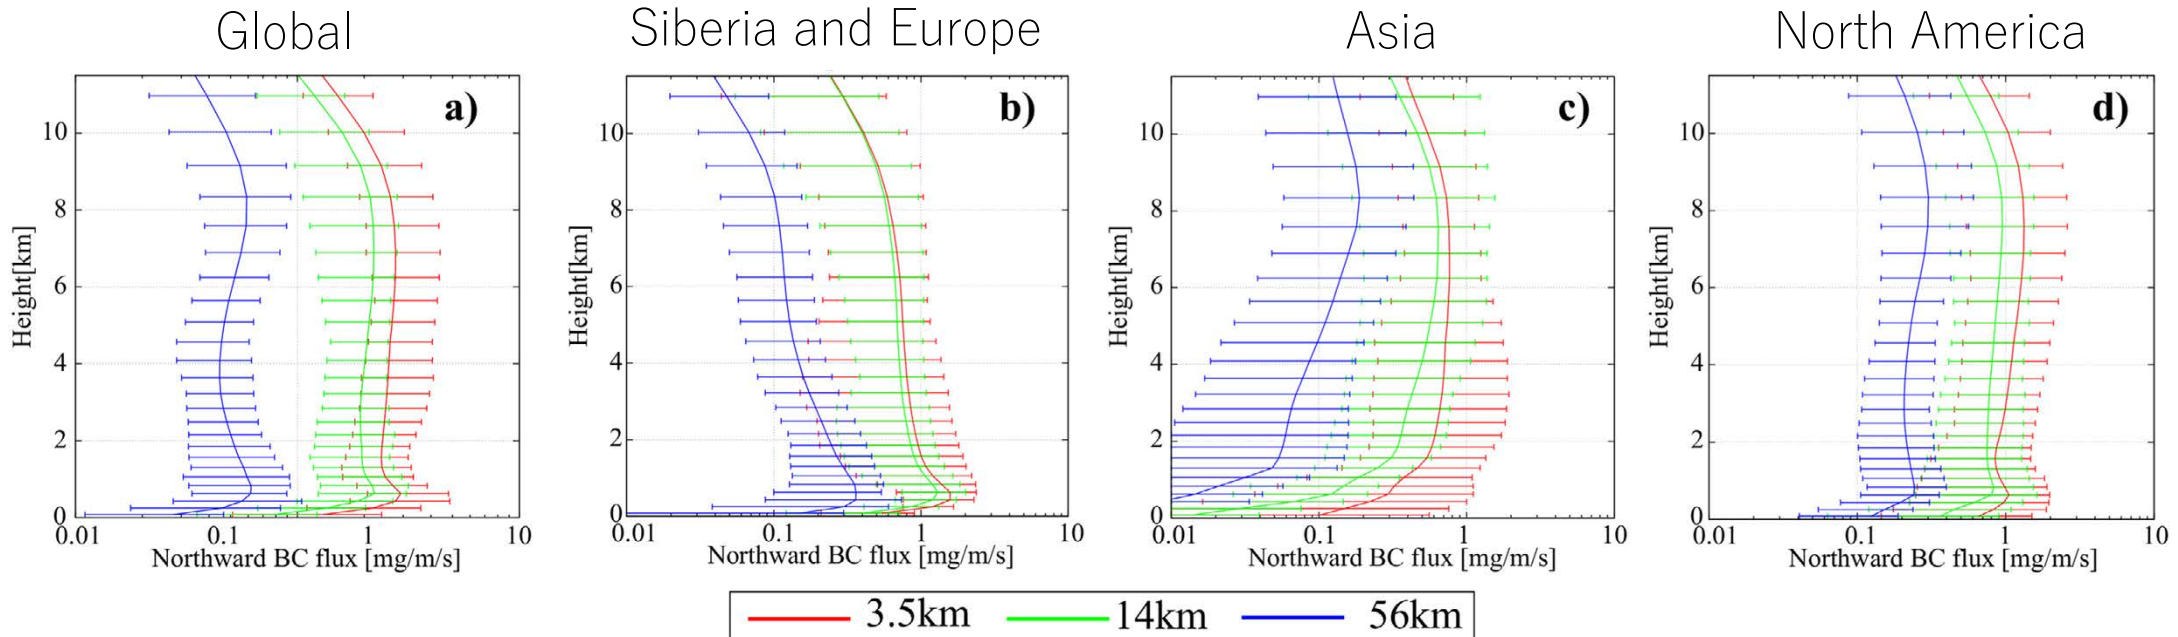 Global
Siberia and Europe
Asia
North America
a)
b)
c)
d)
Height[km]
10
8
6
4
2
0
0.01 0.1 1 10
Northward BC flux [mg/m/s]
Height[km]
10
8
6
4
2
0
0.01 0.1 1 10
Northward BC flux [mg/m/s]
Height[km]
10
8
6
4
2
0
0.01 0.1 1 10
Northward BC flux [mg/m/s]
Height[km]
10
8
6
4
2
0
0.01 0.1 1 10
Northward BC flux [mg/m/s]
3.5km 14km 56km